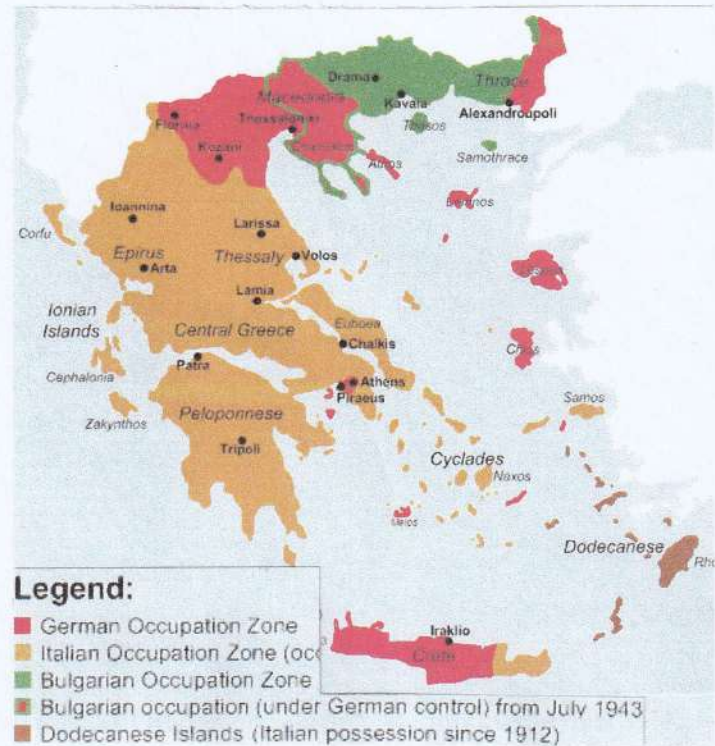 Drama
Thrace
Macedonia
Kavala
Alexandroupoli
Florina
Thessaloniki
Thasos
Kozani
Samothrace
Athos
Lemnos
Ioannina
Larissa
Corfu
Epirus
Thessaly
Volos
Arta
Lamia
Ionian
Islands
Euboea
Central Greece
Chalkis
Chios
Patra
Cephalonia
Athens
Piraeus
Samos
Zakynthos
Peloponnese
Tripoli
Cyclades
Naxos
Dodecanese
Rho
Legend:
German Occupation Zone
Iraklio
Italian Occupation Zone (occ
Crete
Bulgarian Occupation Zone
Bulgarian occupation (under German control) from July 1943
Dodecanese Islands (Italian possession since 1912)